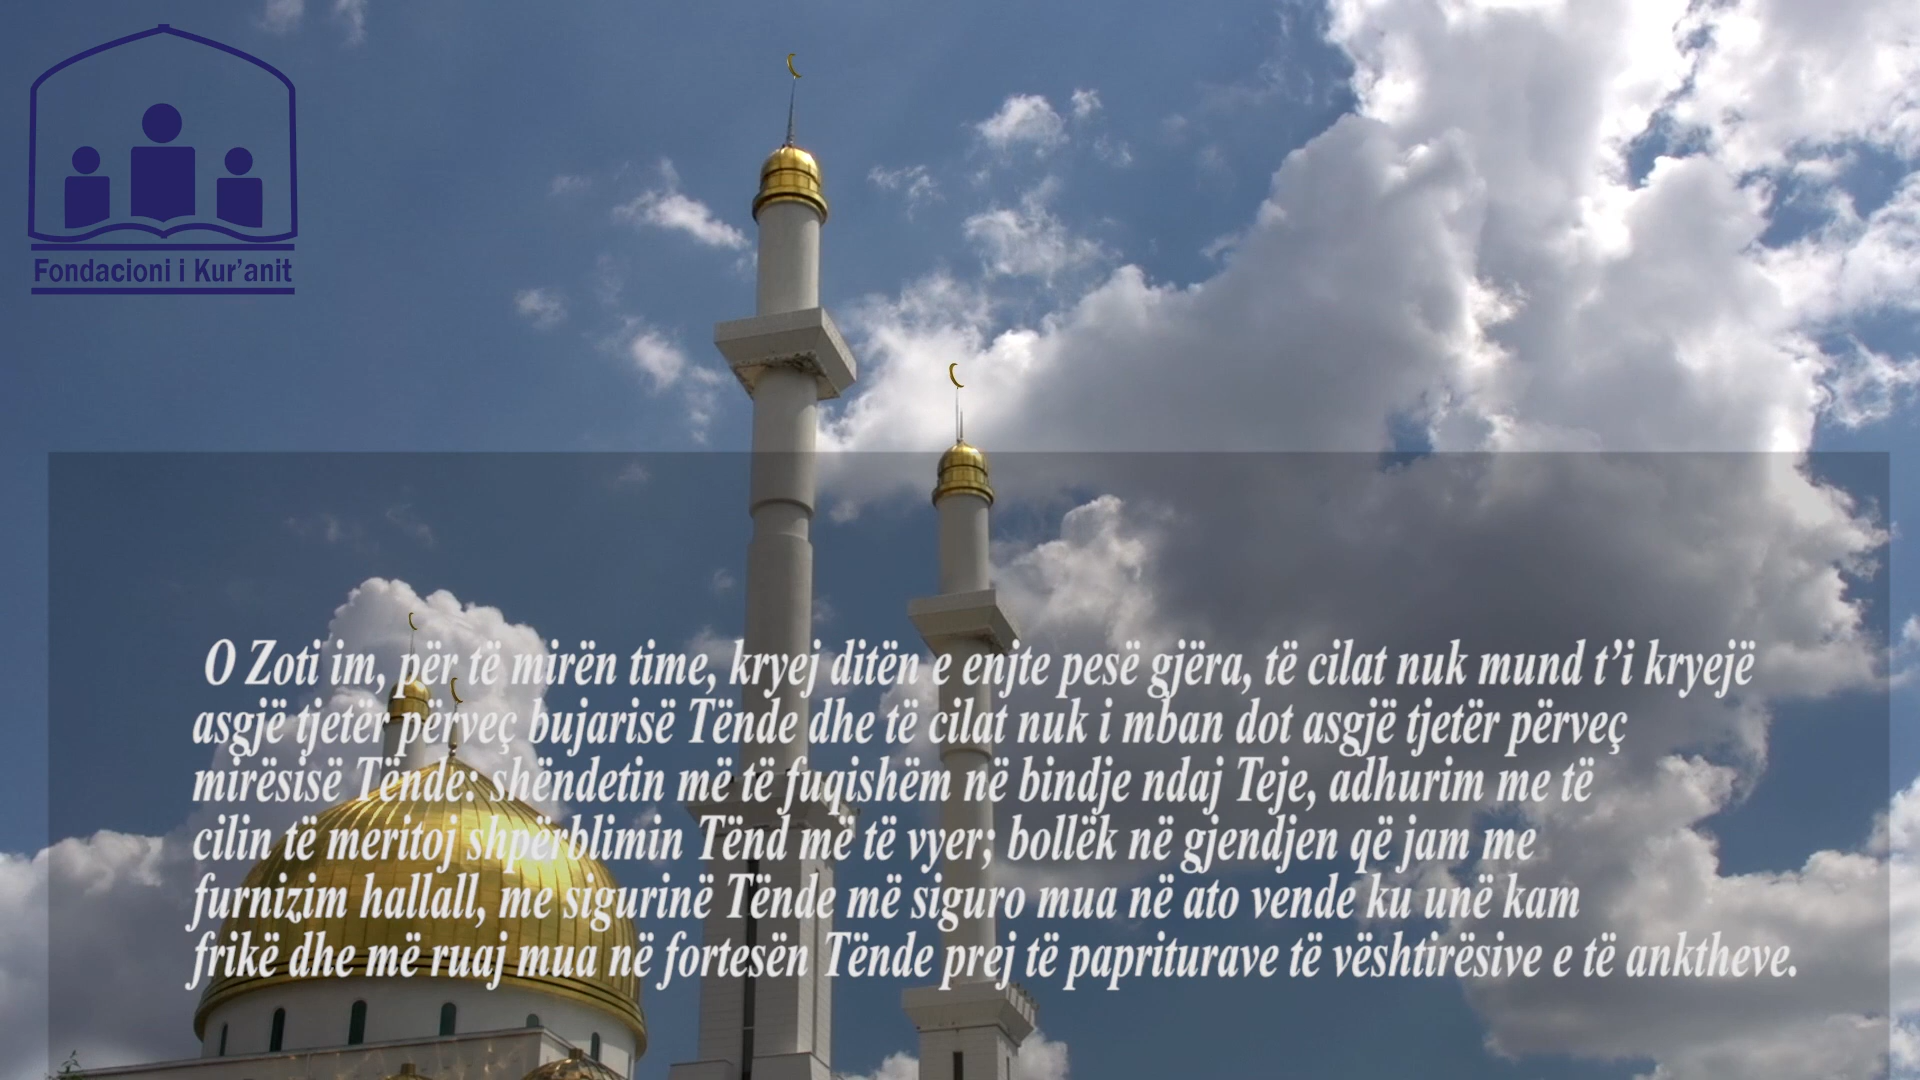 Fondacioni i Kur’anit
O Zoti im, për të mirën time, kryej ditën e enjte pesë gjëra, të cilat nuk mund t’i kryejë
asgjë tjetër përveç bujarisë Tënde dhe të cilat nuk i mban dot asgjë tjetër përveç
mirësisë Tënde: shëndetin më të fuqishëm në bindje ndaj Teje, adhurim me të
cilin të meritoj shpërblimin Tënd më të vyer; bollëk në gjendjen që jam me
furnizim hallall, me sigurinë Tënde më siguro mua në ato vende ku unë kam
frikë dhe më ruaj mua në fortesën Tënde prej të papriturave të vështirësive e të anktheve.